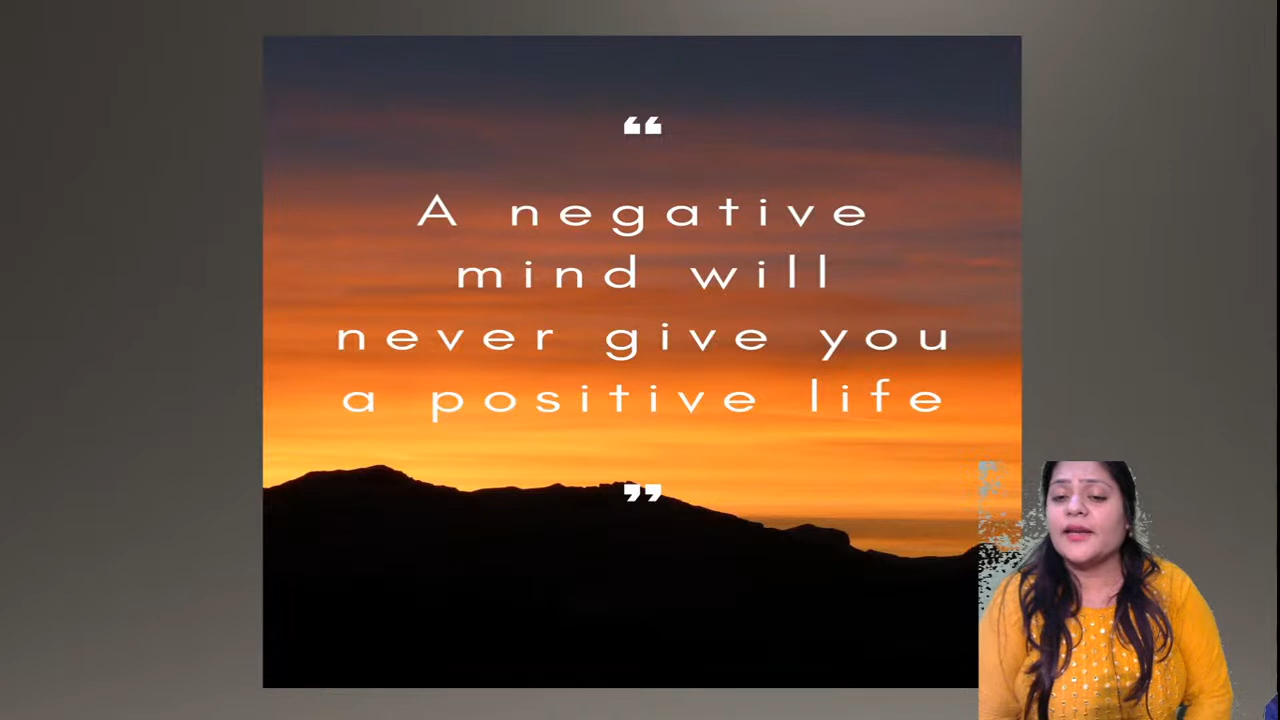 ❝
A negative
mind will
never give you
a positive life
❞